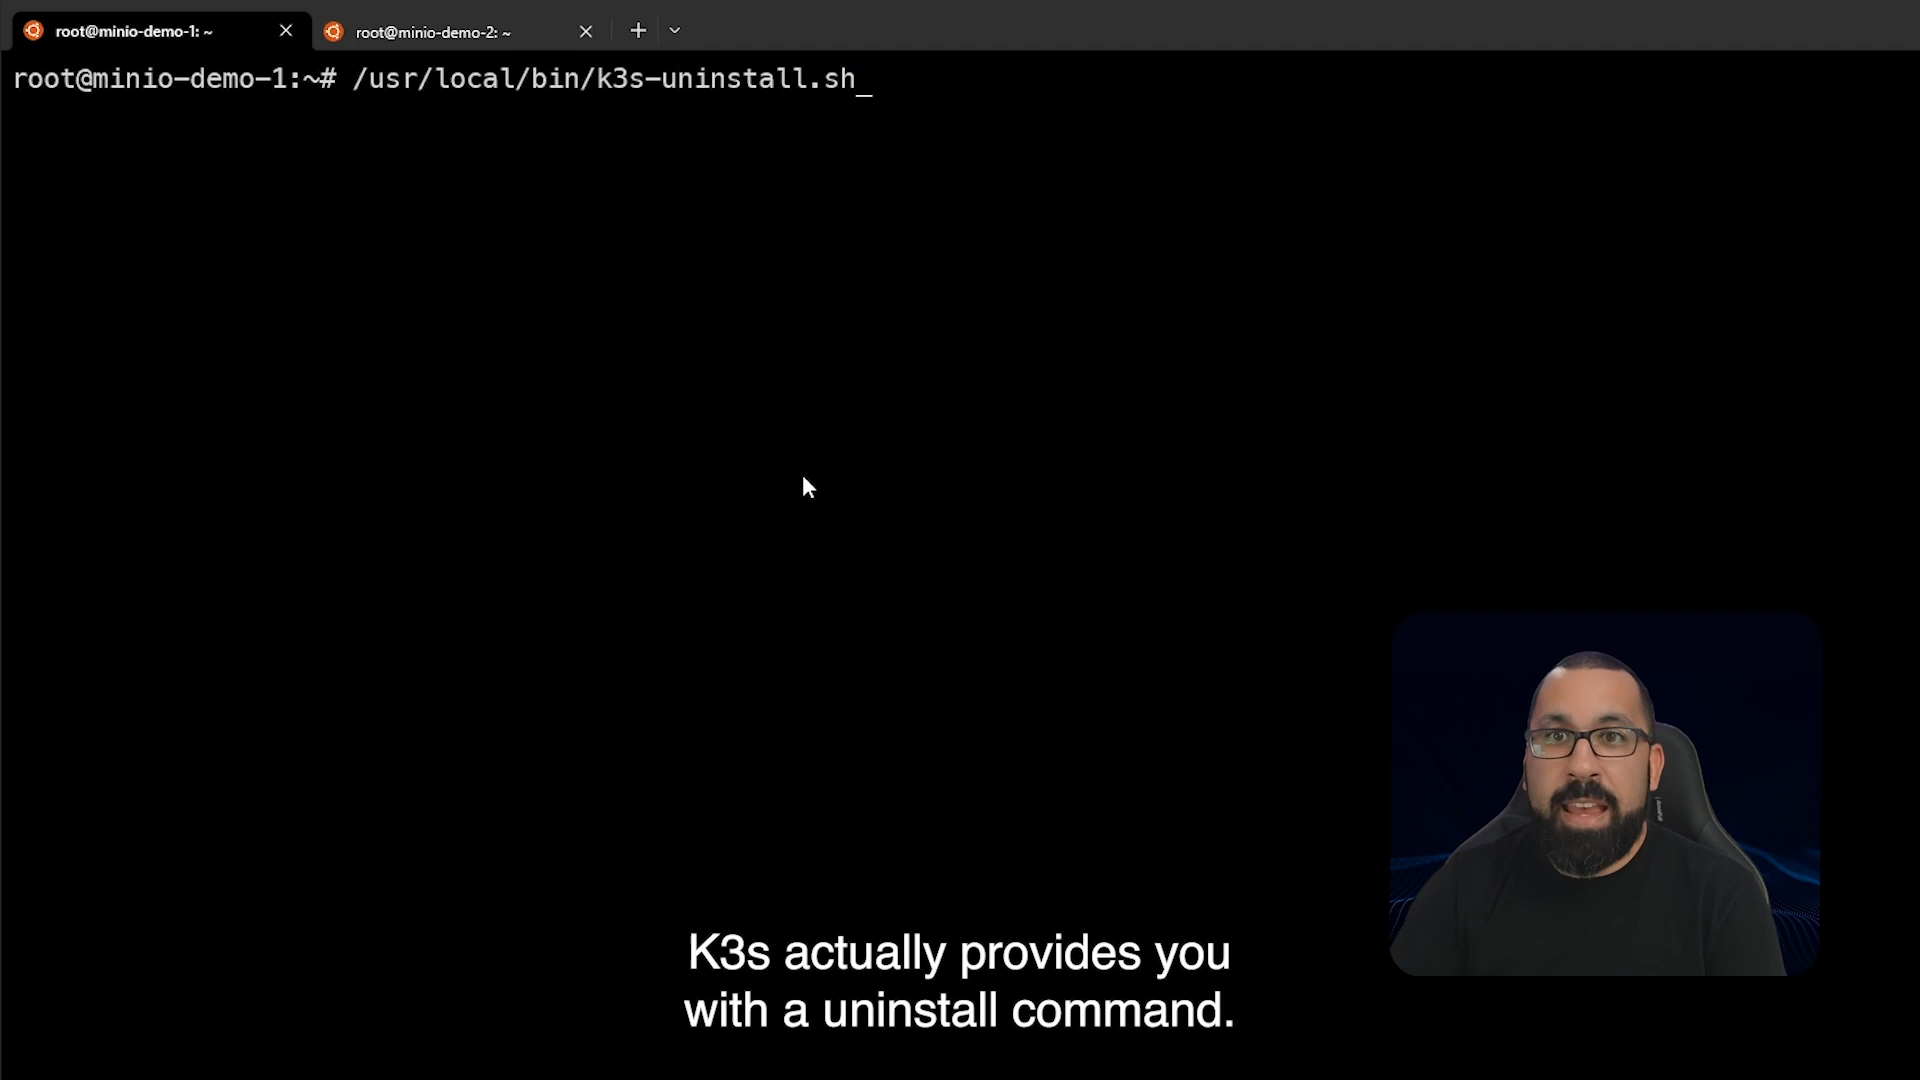 root@minio-demo-1: ~
root@minio-demo-2: ~
root@minio-demo-1:~# /usr/local/bin/k3s-uninstall.sh_
K3s actually provides you
with a uninstall command.